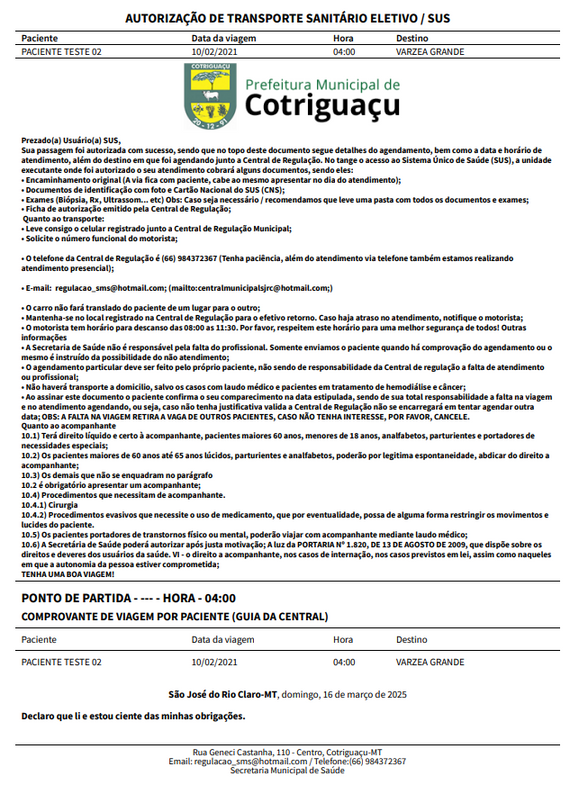 AUTORIZAÇÃO DE TRANSPORTE SANITÁRIO ELETIVO / SUS
Paciente Data da viagem Hora Destino
PACIENTE TESTE 02 10/02/2021 04:00 VARZEA GRANDE
COTRIGUAÇU
20-12-91
Prefeitura Municipal de
Cotriguaçu
Prezado(a) Usuário(a) SUS,
Sua passagem foi autorizada com sucesso, sendo que no topo deste documento segue detalhes do agendamento, bem como a data e horário de
atendimento, além do destino em que foi agendando junto a Central de Regulação. No tange o acesso ao Sistema Único de Saúde (SUS), a unidade
executante onde foi autorizado o seu atendimento cobrará alguns documentos, sendo eles:
• Encaminhamento original (A via fica com paciente, cabe ao mesmo apresentar no dia do atendimento);
• Documentos de identificação com foto e Cartão Nacional do SUS (CNS);
• Exames (Biópsia, Rx, Ultrassom... etc) Obs: Caso seja necessário / recomendamos que leve uma pasta com todos os documentos e exames;
• Ficha de autorização emitido pela Central de Regulação;
Quanto ao transporte:
• Leve consigo o celular registrado junto a Central de Regulação Municipal;
• Solicite o número funcional do motorista;
• O telefone da Central de Regulação é (66) 984372367 (Tenha paciência, além do atendimento via telefone também estamos realizando
atendimento presencial);
• E-mail: regulacao_sms@hotmail.com; (mailto:centralmunicipalsjrc@hotmail.com;)
• O carro não fará translado do paciente de um lugar para o outro;
• Mantenha-se no local registrado na Central de Regulação para o efetivo retorno. Caso haja atraso no atendimento, notifique o motorista;
• O motorista tem horário para descanso das 08:00 as 11:30. Por favor, respeitem este horário para uma melhor segurança de todos! Outras
informações
• A Secretaria de Saúde não é responsável pela falta do profissional. Somente enviamos o paciente quando há comprovação do agendamento ou o
mesmo é instruído da possibilidade do não atendimento;
• O agendamento particular deve ser feito pelo próprio paciente, não sendo de responsabilidade da Central de regulação a falta de atendimento
ou profissional;
• Não haverá transporte a domicílio, salvo os casos com laudo médico e pacientes em tratamento de hemodiálise e câncer;
• Ao assinar este documento o paciente confirma o seu comparecimento na data estipulada, sendo de sua total responsabilidade a falta na viagem
e no atendimento agendando, ou seja, caso não tenha justificativa valida a Central de Regulação não se encarregará em tentar agendar outra
data; OBS: A FALTA NA VIAGEM RETIRA A VAGA DE OUTROS PACIENTES, CASO NÃO TENHA INTERESSE, POR FAVOR, CANCELE.
Quanto ao acompanhante
10.1) Terá direito líquido e certo à acompanhante, pacientes maiores 60 anos, menores de 18 anos, analfabetos, parturientes e portadores de
necessidades especiais;
10.2) Os pacientes maiores de 60 anos até 65 anos lúcidos, parturientes e analfabetos, poderão por legitima espontaneidade, abdicar do direito a
acompanhante;
10.3) Os demais que não se enquadram no parágrafo
10.2 é obrigatório apresentar um acompanhante;
10.4) Procedimentos que necessitam de acompanhante.
10.4.1) Cirurgia
10.4.2) Procedimentos evasivos que necessite o uso de medicamento, que por eventualidade, possa de alguma forma restringir os movimentos e
lucides do paciente.
10.5) Os pacientes portadores de transtornos físico ou mental, poderão viajar com acompanhante mediante laudo médico;
10.6) A Secretária de Saúde poderá autorizar após justa motivação; A luz da PORTARIA Nº 1.820, DE 13 DE AGOSTO DE 2009, que dispõe sobre os
direitos e deveres dos usuários da saúde. VI - o direito a acompanhante, nos casos de internação, nos casos previstos em lei, assim como naqueles
em que a autonomia da pessoa estiver comprometida;
TENHA UMA BOA VIAGEM!
PONTO DE PARTIDA - --- - HORA - 04:00
COMPROVANTE DE VIAGEM POR PACIENTE (GUIA DA CENTRAL)
Paciente Data da viagem Hora Destino
PACIENTE TESTE 02 10/02/2021 04:00 VARZEA GRANDE
São José do Rio Claro-MT, domingo, 16 de março de 2025
Declaro que li e estou ciente das minhas obrigações.
Rua Geneci Castanha, 110 - Centro, Cotriguaçu-MT
Email: regulacao_sms@hotmail.com / Telefone:(66) 984372367
Secretaria Municipal de Saúde